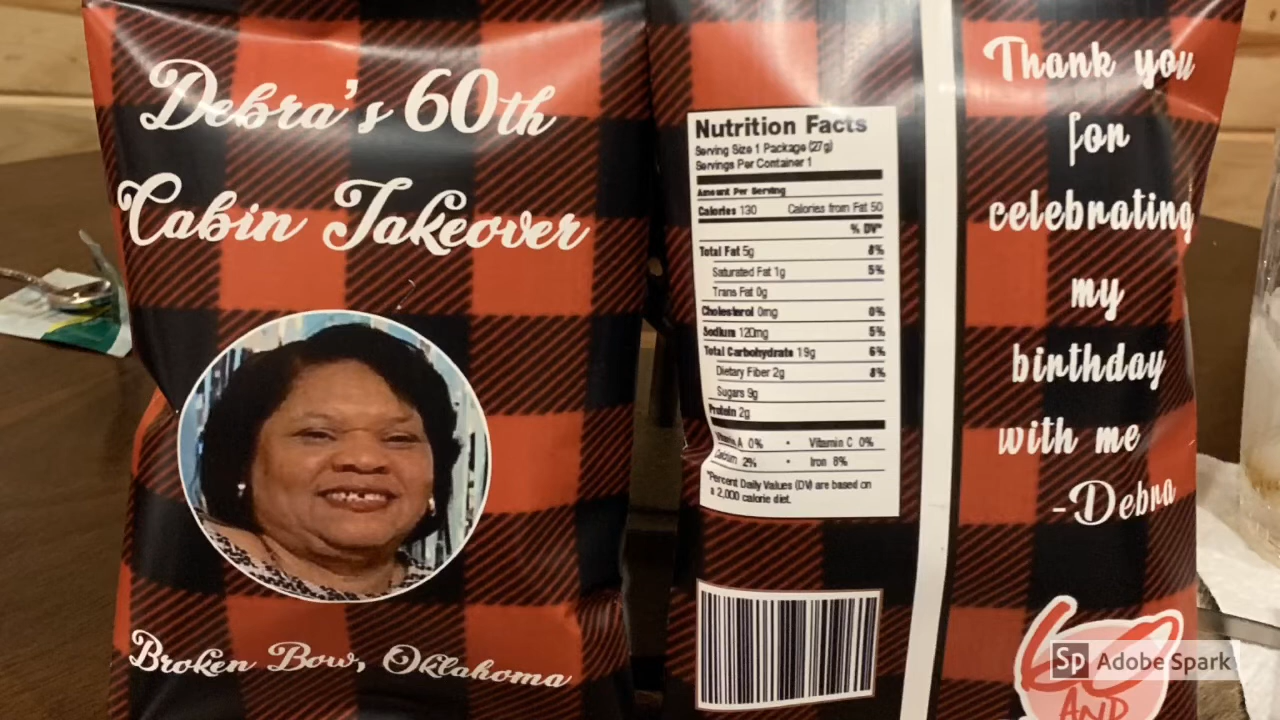 Debra's 60th
Cabin Takeover
Broken Bow, Oklahoma
Nutrition Facts
Serving Size 1 Package (27g)
Servings Per Container 1
Amount Per Serving
Calories 130 Calories from Fat 50
% DV*
Total Fat 5g 8%
Saturated Fat 1g 5%
Trans Fat 0g
Cholesterol 0mg 0%
Sodium 120mg 5%
Total Carbohydrate 19g 6%
Dietary Fiber 2g 8%
Sugars 9g
Protein 2g
Vitamin A 0% • Vitamin C 0%
Calcium 2% • Iron 8%
*Percent Daily Values (DV) are based on
a 2,000 calorie diet.
Thank you
for
celebrating
my
birthday
with me
-Debra
60
AND
Sp Adobe Spark